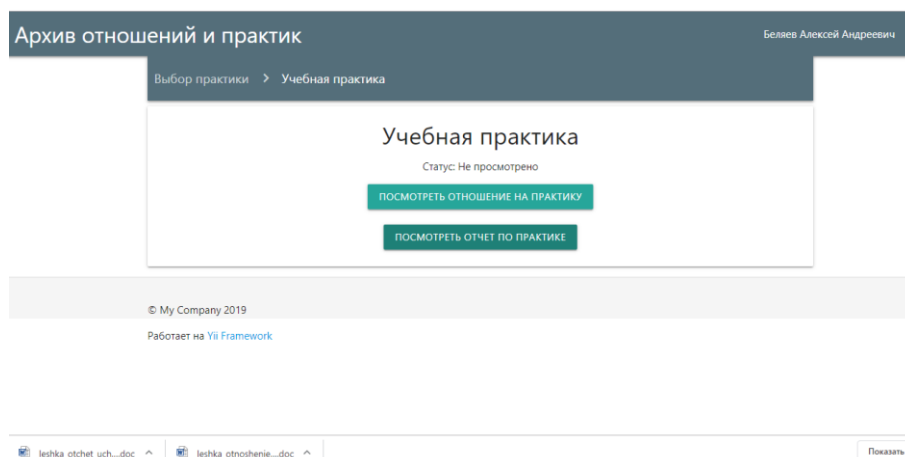 Архив отношений и практик
Беляев Алексей Андреевич
Выбор практики > Учебная практика
Учебная практика
Статус: Не просмотрено
ПОСМОТРЕТЬ ОТНОШЕНИЕ НА ПРАКТИКУ
ПОСМОТРЕТЬ ОТЧЕТ ПО ПРАКТИКЕ
© My Company 2019
Работает на Yii Framework
leshka_otchet_uch....doc
leshka_otnoshenie....doc
Показать